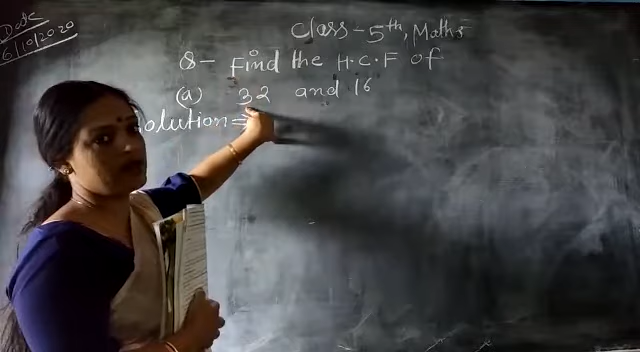 Date
6/10/2020
Class - 5th, Maths
Q- Find the H.C.F of
(a) 32 and 16
Solution =